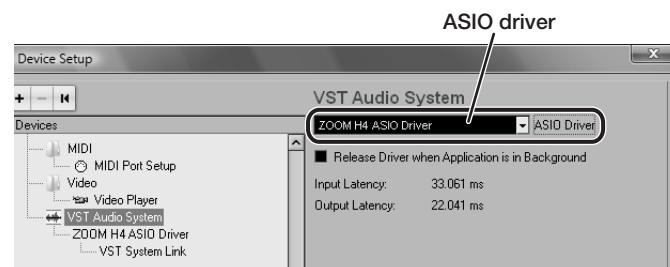 ASIO driver
Device Setup
VST Audio System
Devices
ZOOM H4 ASIO Driver ASIO Driver
MIDI
MIDI Port Setup
Video
Video Player
VST Audio System
ZOOM H4 ASIO Driver
VST System Link
Release Driver when Application is in Background
Input Latency: 33.061 ms
Output Latency: 22.041 ms